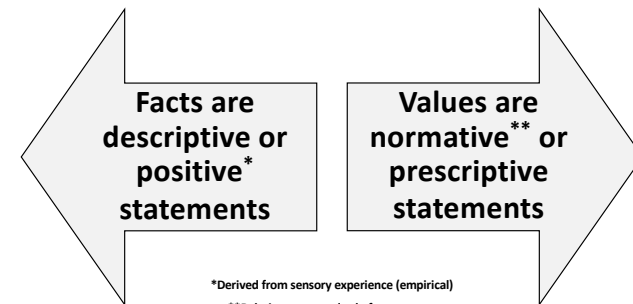 Facts are
descriptive or
positive*
statements
Values are
normative** or
prescriptive
statements
*Derived from sensory experience (empirical)